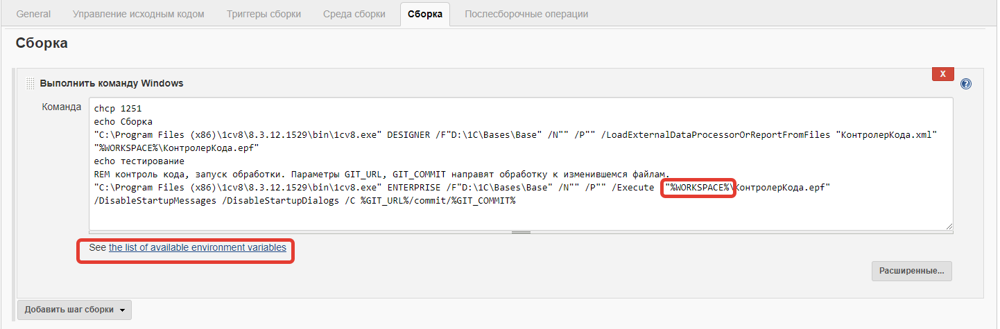 General Управление исходным кодом Триггеры сборки Среда сборки Сборка Послесборочные операции
Сборка
X
Выполнить команду Windows
?
Команда
chcp 1251
echo Сборка
"C:\Program Files (x86)\1cv8\8.3.12.1529\bin\1cv8.exe" DESIGNER /F"D:\1C\Bases\Base" /N"" /P"" /LoadExternalDataProcessorOrReportFromFiles "КонтролерКода.xml"
"%WORKSPACE%\КонтролерКода.epf"
echo тестирование
REM контроль кода, запуск обработки. Параметры GIT_URL, GIT_COMMIT направят обработку к изменившемся файлам.
"C:\Program Files (x86)\1cv8\8.3.12.1529\bin\1cv8.exe" ENTERPRISE /F"D:\1C\Bases\Base" /N"" /P"" /Execute "%WORKSPACE%\КонтролерКода.epf"
/DisableStartupMessages /DisableStartupDialogs /C %GIT_URL%/commit/%GIT_COMMIT%
See the list of available environment variables
Расширенные...
Добавить шаг сборки